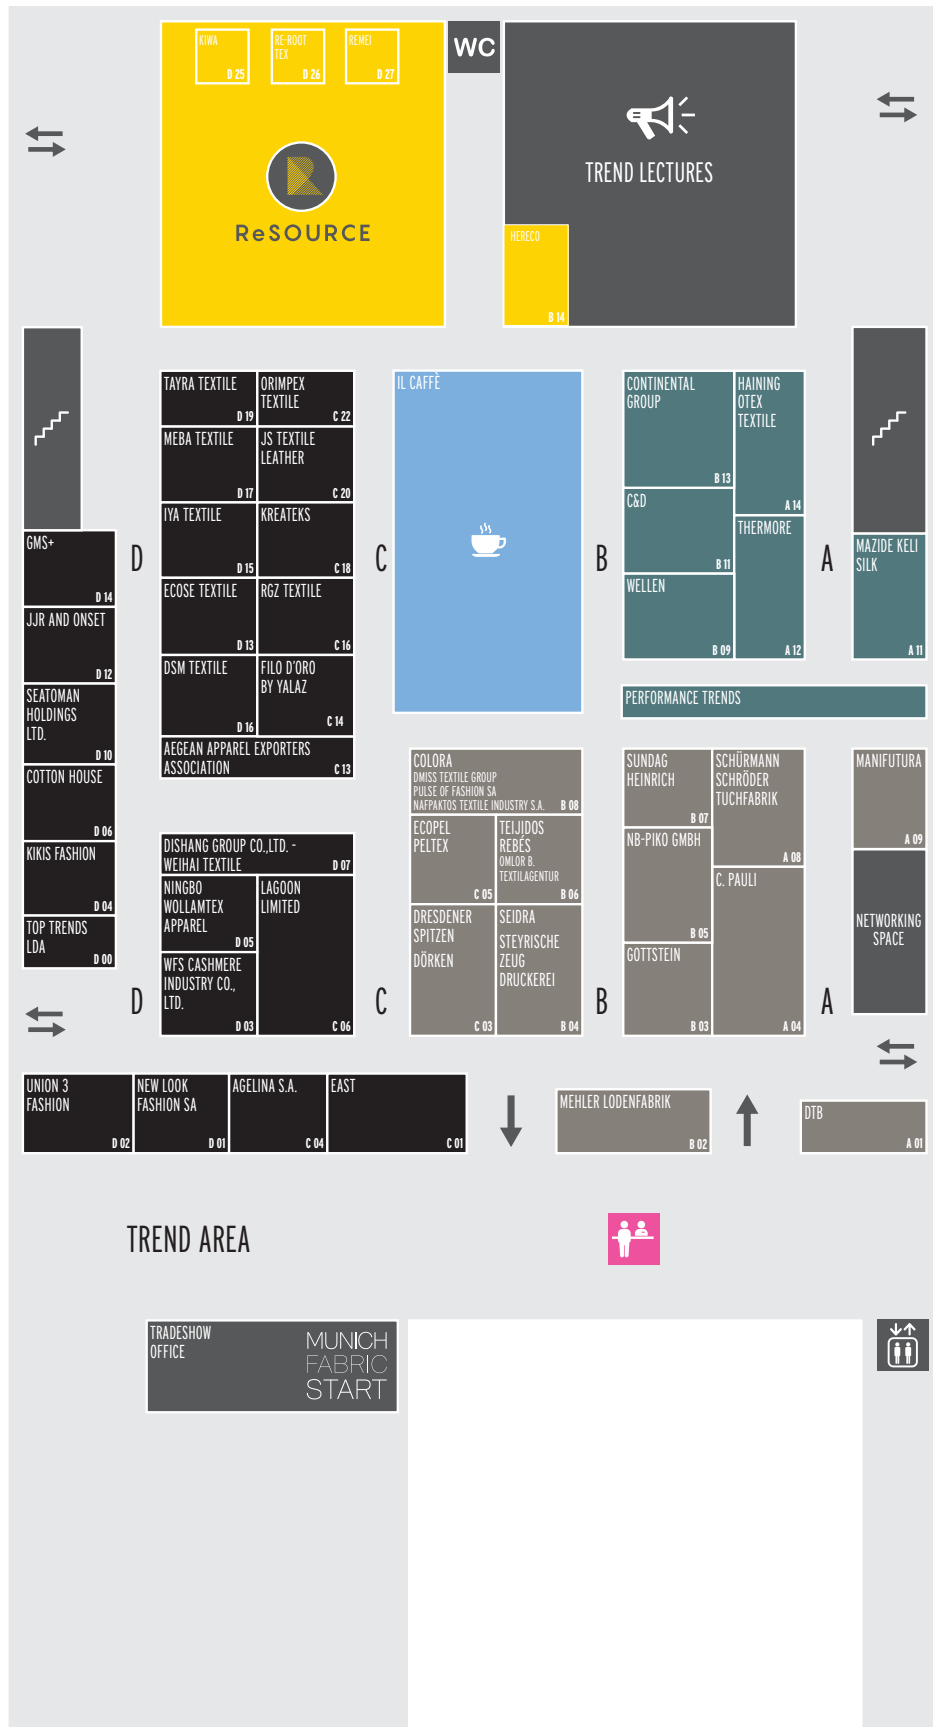 KIWA
D 25
RE-ROOT
TEX
D 26
REMEI
D 27
ReSOURCE
WC
TREND LECTURES
HERECO
B 14
TAYRA TEXTILE
D 19
ORIMPEX
TEXTILE
C 22
MEBA TEXTILE
D 17
JS TEXTILE
LEATHER
C 20
IYA TEXTILE
D 15
KREATEKS
C 18
ECOSE TEXTILE
D 13
RGZ TEXTILE
C 16
DSM TEXTILE
D 16
FILO D'ORO
BY YALAZ
C 14
AEGEAN APPAREL EXPORTERS
ASSOCIATION
C 13
IL CAFFÈ
CONTINENTAL
GROUP
B 13
HAINING
OTEX
TEXTILE
A 14
C&D
B 11
THERMORE
A 12
WELLEN
B 09
MAZIDE KELI
SILK
A 11
D
C
B
A
GMS+
D 14
JJR AND ONSET
D 12
SEATOMAN
HOLDINGS
LTD.
D 10
COTTON HOUSE
D 06
KIKIS FASHION
D 04
TOP TRENDS
LDA
D 00
PERFORMANCE TRENDS
COLORA
DMISS TEXTILE GROUP
PULSE OF FASHION SA
NAFPAKTOS TEXTILE INDUSTRY S.A.
B 08
ECOPEL
PELTEX
C 05
TEIJIDOS
REBÉS
OMLOR B.
TEXTILAGENTUR
B 06
DRESDENER
SPITZEN
DÖRKEN
C 03
SEIDRA
STEYRISCHE
ZEUG
DRUCKEREI
B 04
SUNDAG
HEINRICH
B 07
SCHÜRMANN
SCHRÖDER
TUCHFABRIK
A 08
NB-PIKO GMBH
B 05
C. PAULI
A 04
GOTTSTEIN
B 03
MANIFUTURA
A 09
NETWORKING
SPACE
DISHANG GROUP CO.,LTD. -
WEIHAI TEXTILE
D 07
NINGBO
WOLLAMTEX
APPAREL
D 05
LAGOON
LIMITED
C 06
WFS CASHMERE
INDUSTRY CO.,
LTD.
D 03
D
C
B
A
UNION 3
FASHION
D 02
NEW LOOK
FASHION SA
D 01
AGELINA S.A.
C 04
EAST
C 01
MEHLER LODENFABRIK
B 02
DTB
A 01
TREND AREA
TRADESHOW
OFFICE
MUNICH
FABRIC
START